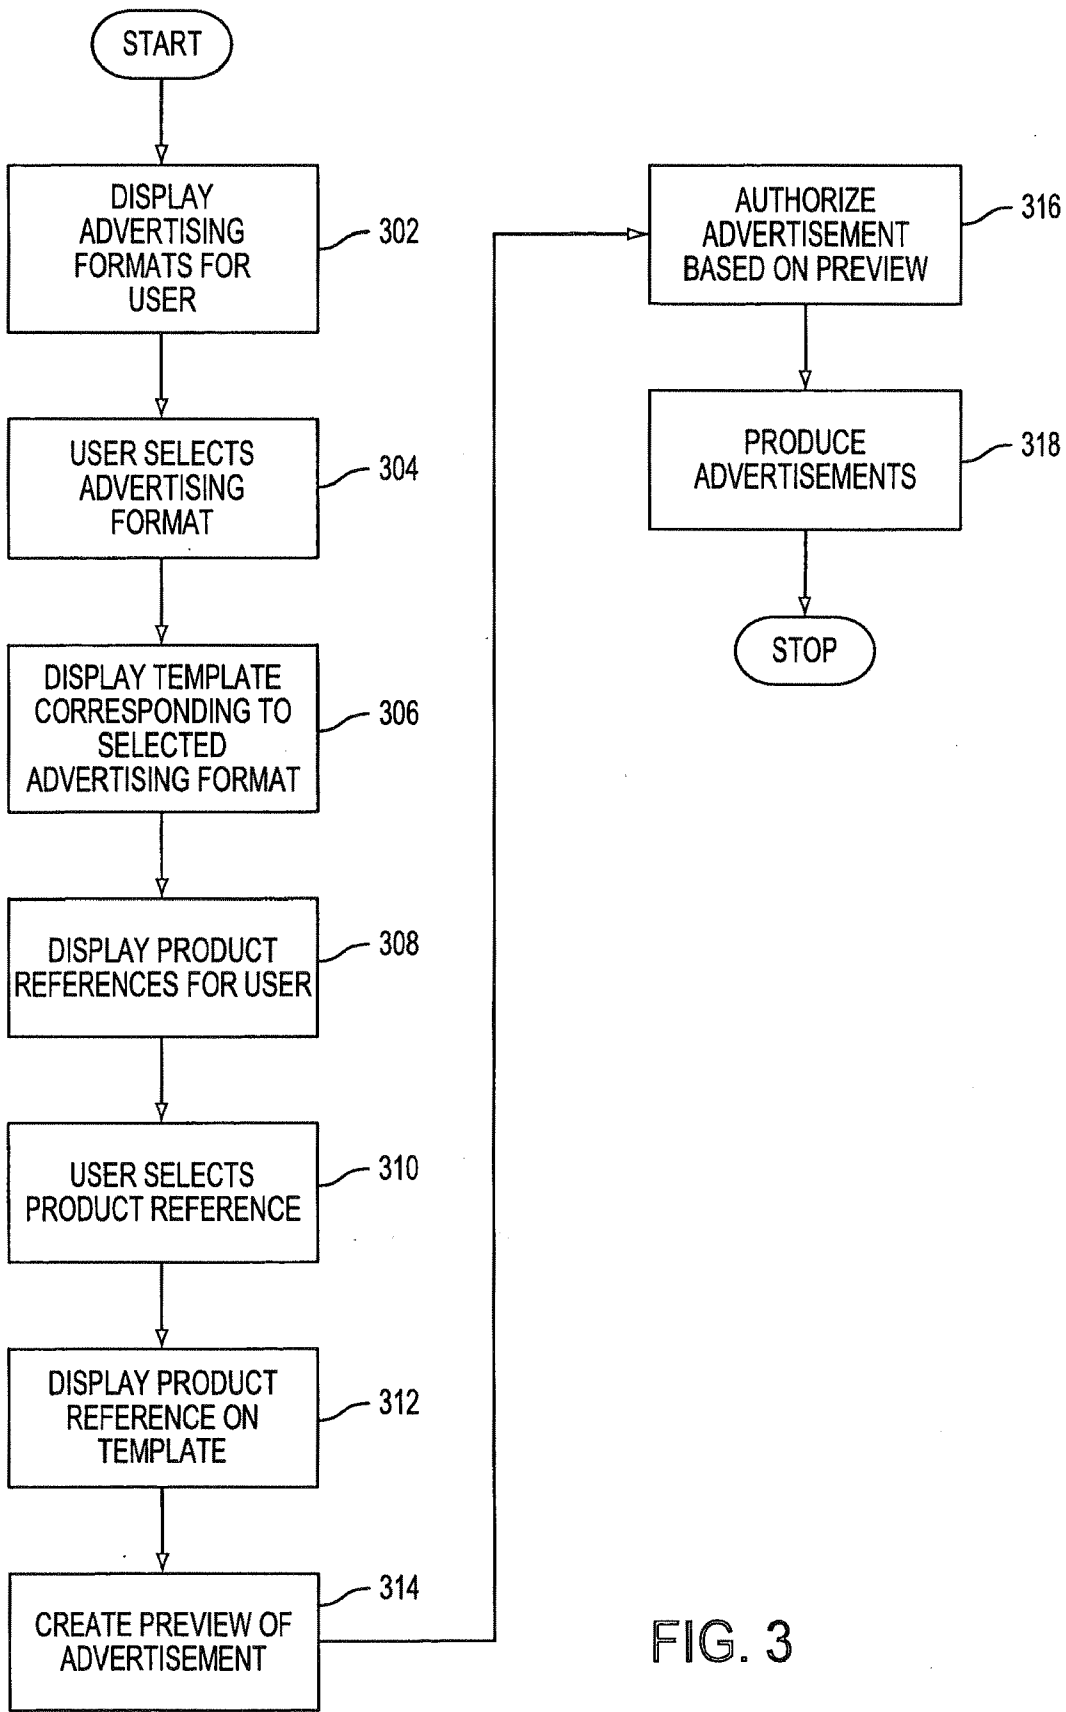 START
DISPLAY
ADVERTISING
FORMATS FOR
USER
302
USER SELECTS
ADVERTISING
FORMAT
304
DISPLAY TEMPLATE
CORRESPONDING TO
SELECTED
ADVERTISING FORMAT
306
DISPLAY PRODUCT
REFERENCES FOR USER
308
USER SELECTS
PRODUCT REFERENCE
310
DISPLAY PRODUCT
REFERENCE ON
TEMPLATE
312
CREATE PREVIEW OF
ADVERTISEMENT
314
AUTHORIZE
ADVERTISEMENT
BASED ON PREVIEW
316
PRODUCE
ADVERTISEMENTS
318
STOP
FIG. 3